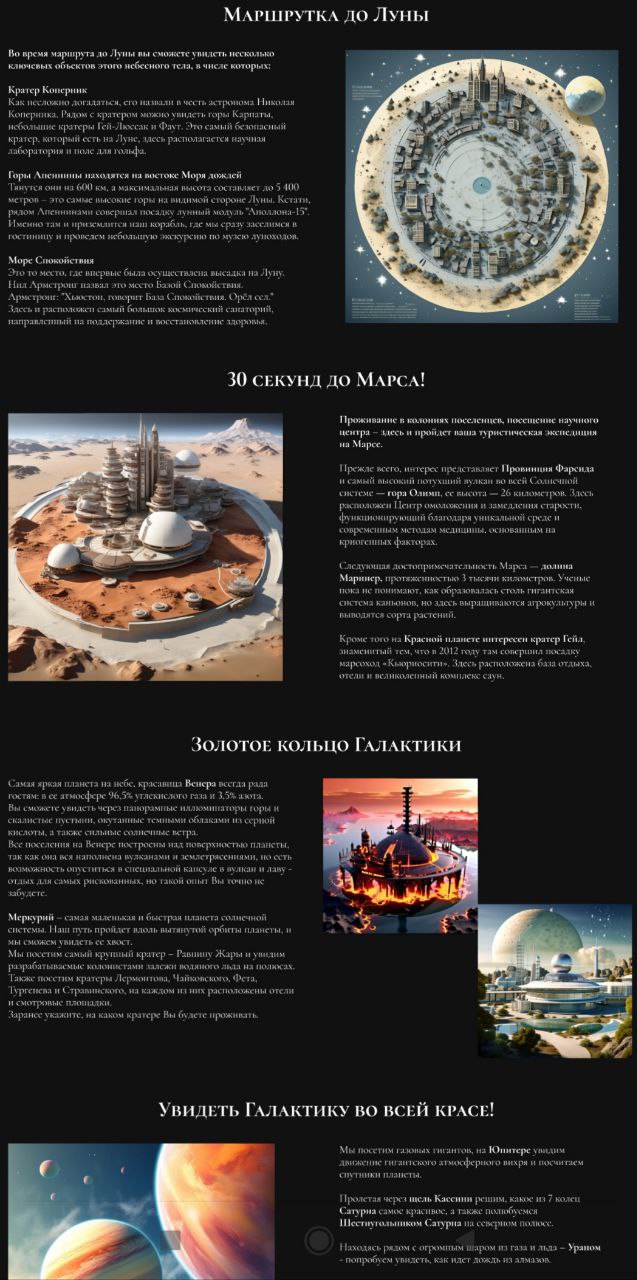 Маршрутка до Луны
Во время маршрута до Луны вы сможете увидеть несколько
ключевых объектов этого небесного тела, в числе которых:
Кратер Коперник
Как несложно догадаться, его назвали в честь астронома Николая
Коперника. Рядом с кратером можно увидеть горы Карпаты,
небольшие кратеры Гей-Люссак и Фаут. Это самый безопасный
кратер, который есть на Луне, здесь располагается научная
лаборатория и поле для гольфа.
Горы Апеннины находятся на востоке Моря дождей
Тянутся они на 600 км, а максимальная высота составляет до 5 400
метров – это самые высокие горы на видимой стороне Луны. Кстати,
рядом Апеннинами совершал посадку лунный модуль "Аполлона-15".
Именно там и приземлится наш корабль, где мы сразу заселимся в
гостиницу и проведем небольшую экскурсию по музею луноходов.
Море Спокойствия
Это то место, где впервые была осуществлена высадка на Луну.
Нил Армстронг назвал это место Базой Спокойствия.
Армстронг: "Хьюстон, говорит База Спокойствия. Орёл сел."
Здесь и расположен самый большок космический санаторий,
направленный на поддержание и восстановление здоровья.
30 секунд до Марса!
Проживание в колониях поселенцев, посещение научного
центра – здесь и пройдет ваша туристическая экспедиция
на Марсе.
Прежде всего, интерес представляет Провинция Фарсида
и самый высокий потухший вулкан во всей Солнечной
системе — гора Олимп, ее высота — 26 километров. Здесь
расположен Центр омоложения и замедления старости,
функционирующий благодаря уникальной среде и
современным методам медицины, основанным на
криогенных факторах.
Следующая достопримечательность Марса — долина
Маринер, протяженностью 3 тысячи километров. Ученые
пока не понимают, как образовалась столь гигантская
система каньонов, но здесь выращиваются агрокультуры и
выводятся сорта растений.
Кроме того на Красной планете интересен кратер Гейл,
знаменитый тем, что в 2012 году там совершил посадку
марсоход «Кьюриосити». Здесь расположена база отдыха,
отели и великолепный комплекс саун.
Золотое кольцо Галактики
Самая яркая планета на небе, красавица Венера всегда рада
гостям: в ее атмосфере 96,5% углекислого газа и 3,5% азота.
Вы сможете увидеть через панорамные иллюминаторы горы и
скалистые пустыни, окутанные темными облаками из серной
кислоты, а также сильные солнечные ветра.
Все поселения на Венере построены над поверхностью планеты,
так как она вся наполнена вулканами и землетрясениями, но есть
возможность опуститься в специальной капсуле в вулкан и лаву -
отдых для самых рискованных, но такой опыт Вы точно не
забудете.
Меркурий – самая маленькая и быстрая планета солнечной
системы. Наш путь пройдет вдоль вытянутой орбиты планеты, и
мы сможем увидеть ее хвост.
Мы посетим самый крупный кратер – Равнину Жары и увидим
разрабатываемые колонистами залежи водяного льда на полюсах.
Также посетим кратеры Лермонтова, Чайковского, Фета,
Тургенева и Стравинского, на каждом из них расположены отели
и смотровые площадки.
Заранее укажите, на каком кратере Вы будете проживать.
Увидеть Галактику во всей красе!
Мы посетим газовых гигантов, на Юпитере увидим
движение гигантского атмосферного вихря и посчитаем
спутники планеты.
Пролетая через щель Кассини решим, какое из 7 колец
Сатурна самое красивое, а также полюбуемся
Шестиугольником Сатурна на северном полюсе.
Находясь рядом с огромным шаром из газа и льда – Ураном
- попробуем увидеть, как идет дождь из алмазов.